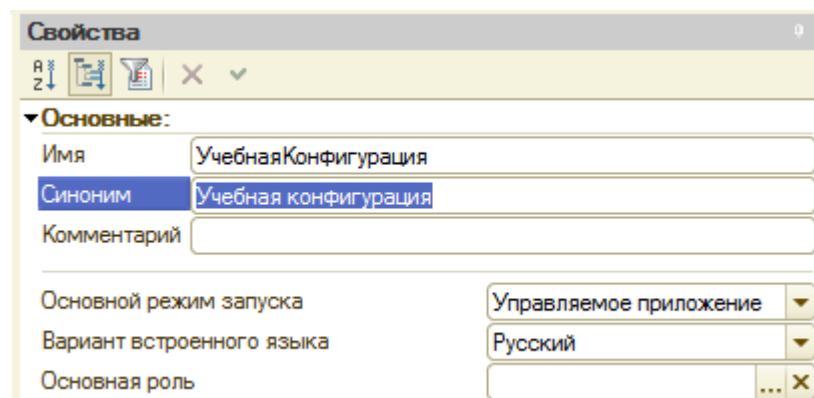 Свойства
Основные:
Имя УчебнаяКонфигурация
Синоним Учебная конфигурация
Комментарий
Основной режим запуска Управляемое приложение
Вариант встроенного языка Русский
Основная роль ...